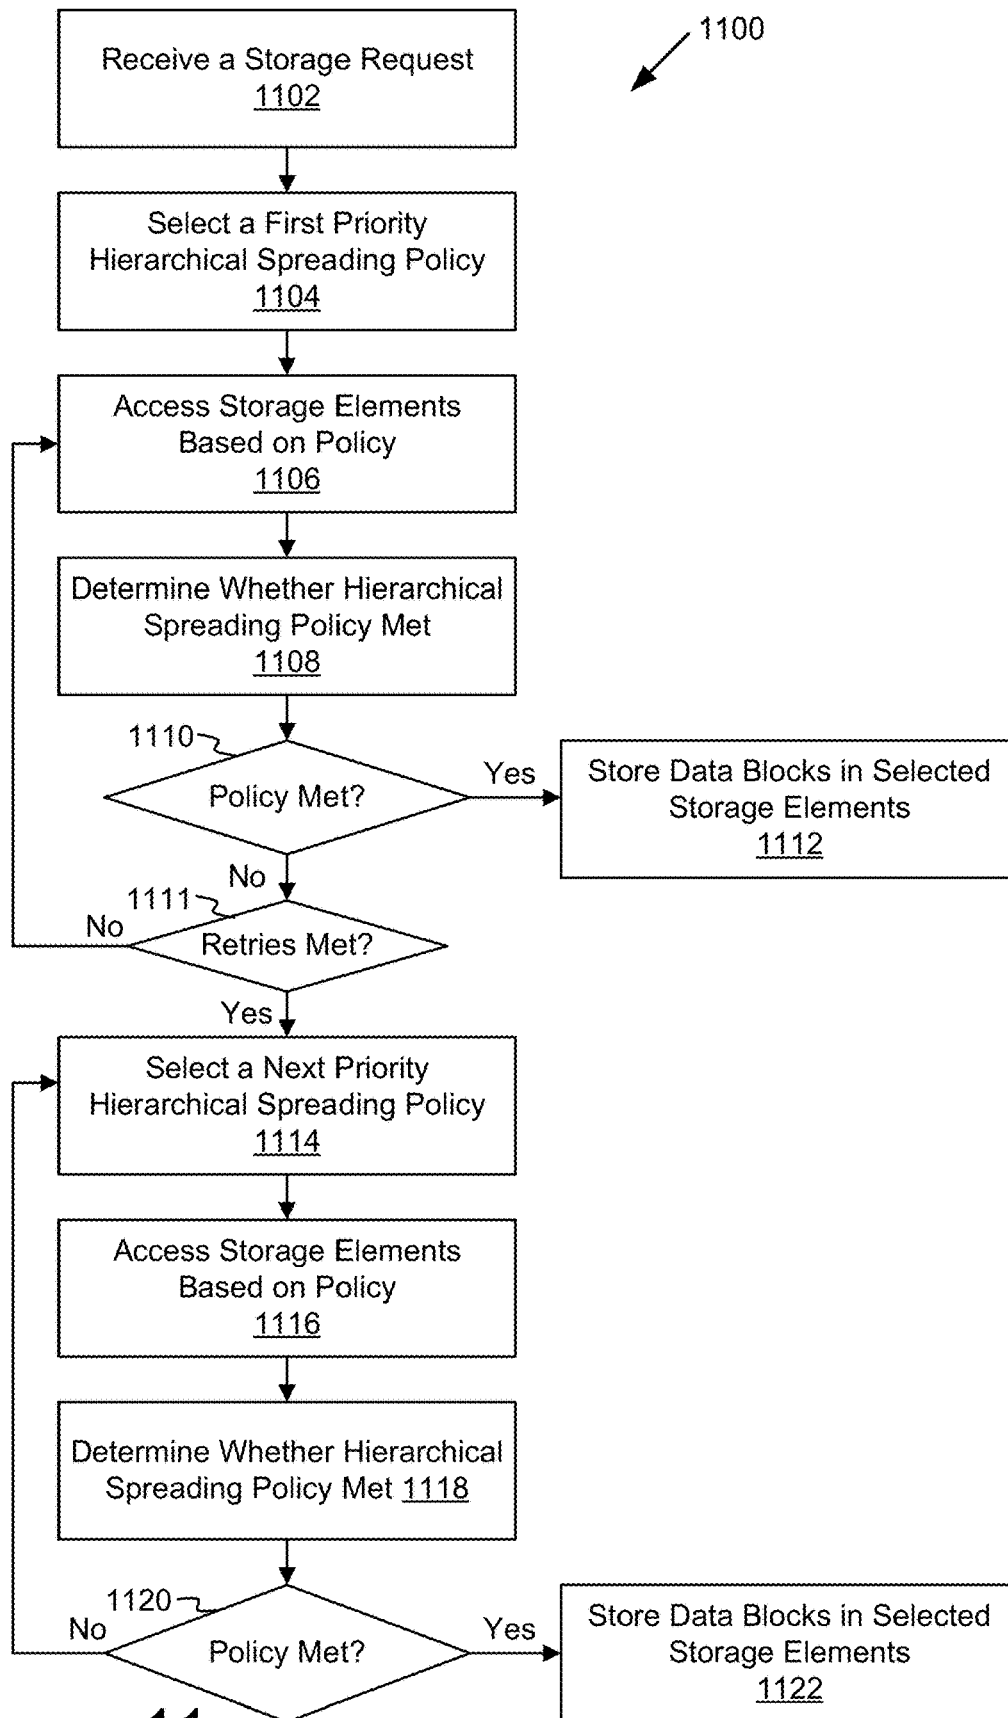 1100
Receive a Storage Request
1102
Select a First Priority
Hierarchical Spreading Policy
1104
Access Storage Elements
Based on Policy
1106
Determine Whether Hierarchical
Spreading Policy Met
1108
1110
Policy Met?
Yes
Store Data Blocks in Selected
Storage Elements
1112
No
1111
No
Retries Met?
Yes
Select a Next Priority
Hierarchical Spreading Policy
1114
Access Storage Elements
Based on Policy
1116
Determine Whether Hierarchical
Spreading Policy Met 1118
1120
No
Policy Met?
Yes
Store Data Blocks in Selected
Storage Elements
1122